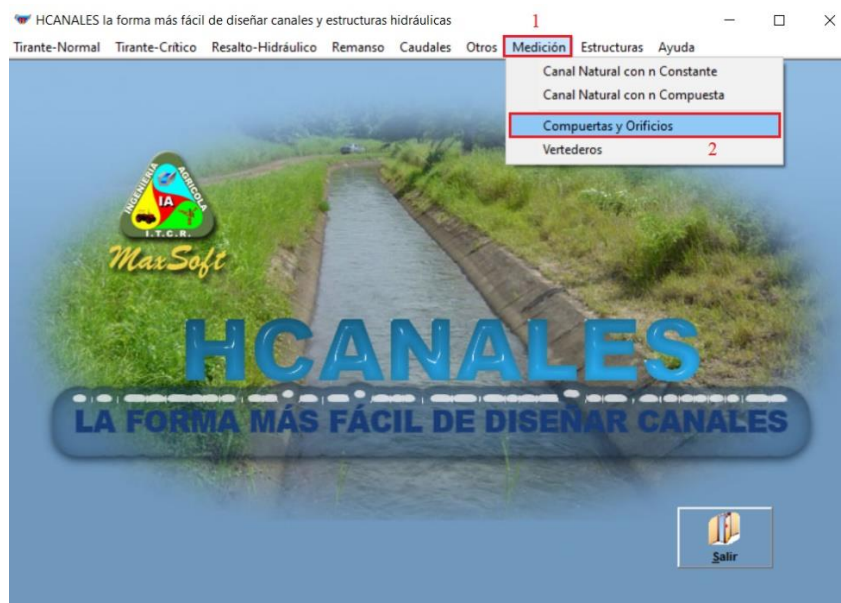 HCANALES la forma más fácil de diseñar canales y estructuras hidráulicas
1
Tirante-Normal Tirante-Crítico Resalto-Hidráulico Remanso Caudales Otros Medición Estructuras Ayuda
Canal Natural con n Constante
Canal Natural con n Compuesta
Compuertas y Orificios
Vertederos 2
INGENIERIA AGRICOLA
IA
I.T.C.R.
MaxSoft
HCANALES
LA FORMA MÁS FÁCIL DE DISEÑAR CANALES
Salir